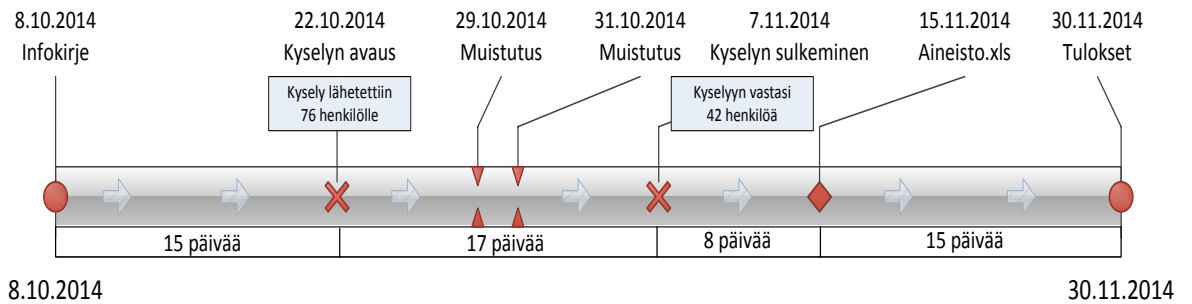 8.10.2014
Infokirje
22.10.2014
Kyselyn avaus
29.10.2014
Muistutus
31.10.2014
Muistutus
7.11.2014
Kyselyn sulkeminen
15.11.2014
Aineisto.xls
30.11.2014
Tulokset
Kysely lähetettiin
76 henkilölle
Kyselyyn vastasi
42 henkilöä
15 päivää
17 päivää
8 päivää
15 päivää
8.10.2014
30.11.2014